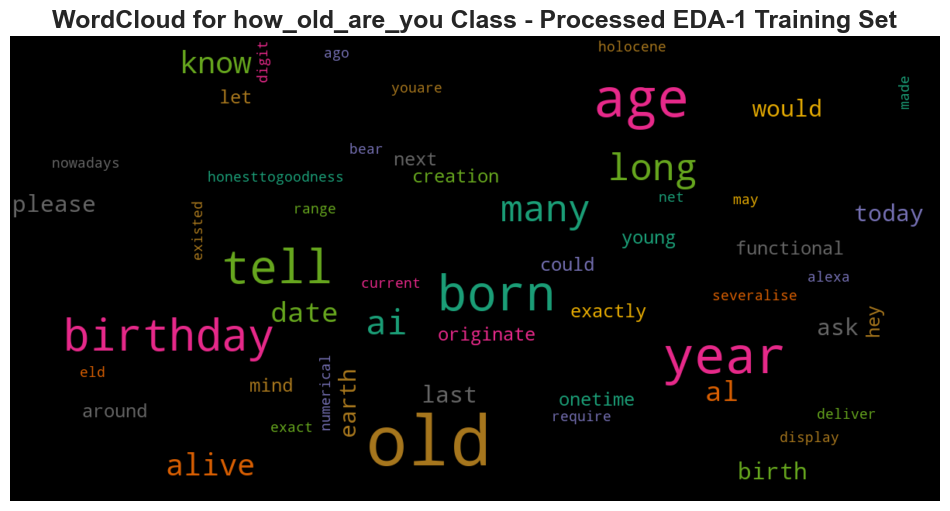 WordCloud for how_old_are_you Class - Processed EDA-1 Training Set
holocene
ago
digit
know
youare
let
age
made
would
bear
nowadays
next
long
honesttogoodness
creation
net
may
please
range
many
today
existed
young
functional
tell
could
alexa
current
born
severalise
date
exactly
ai
hey
birthday
originate
ask
year
eld
mind
numerical
earth
last
al
onetime
around
require
deliver
exact
old
display
alive
birth